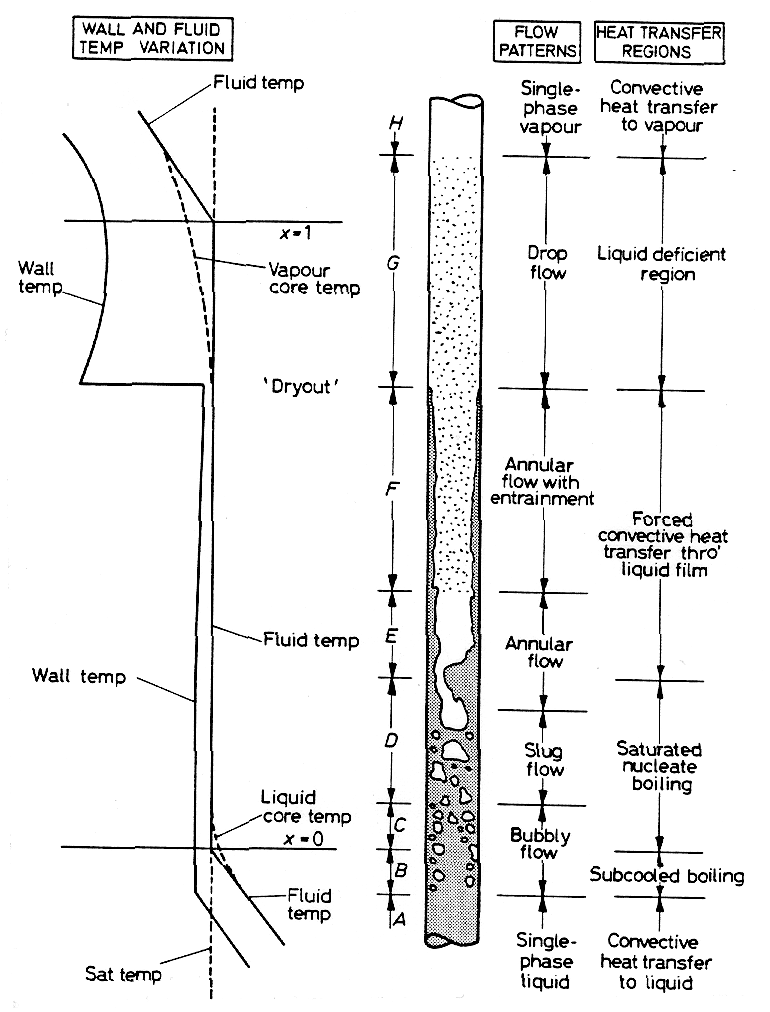 WALL AND FLUID
TEMP VARIATION
FLOW
PATTERNS
HEAT TRANSFER
REGIONS
Fluid temp
x=1
Wall
temp
Vapour
core temp
'Dryout'
Fluid temp
Wall temp
Liquid
core temp
x=0
Fluid
temp
Sat temp
H
G
F
E
D
C
B
A
Single-
phase
vapour
Drop
flow
Annular
flow with
entrainment
Annular
flow
Slug
flow
Bubbly
flow
Single-
phase
liquid
Convective
heat transfer
to vapour
Liquid deficient
region
Forced
convective heat
transfer thro'
liquid film
Saturated
nucleate
boiling
Subcooled boiling
Convective
heat transfer
to liquid